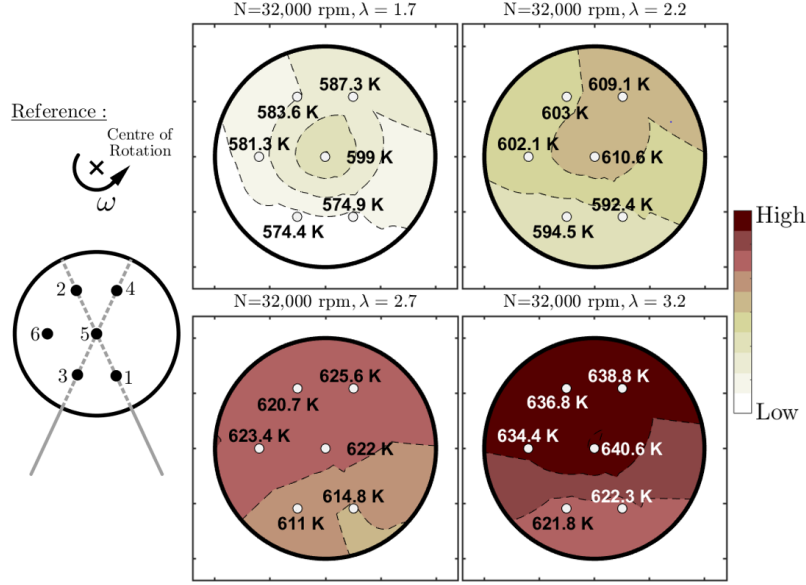 N=32,000 rpm, λ = 1.7
587.3 K
583.6 K
581.3 K
599 K
574.9 K
574.4 K
N=32,000 rpm, λ = 2.2
609.1 K
603 K
602.1 K
610.6 K
592.4 K
594.5 K
Reference :
Centre of
Rotation
ω
2
4
6
5
3
1
N=32,000 rpm, λ = 2.7
625.6 K
620.7 K
623.4 K
622 K
614.8 K
611 K
N=32,000 rpm, λ = 3.2
638.8 K
636.8 K
634.4 K
640.6 K
622.3 K
621.8 K
High
Low